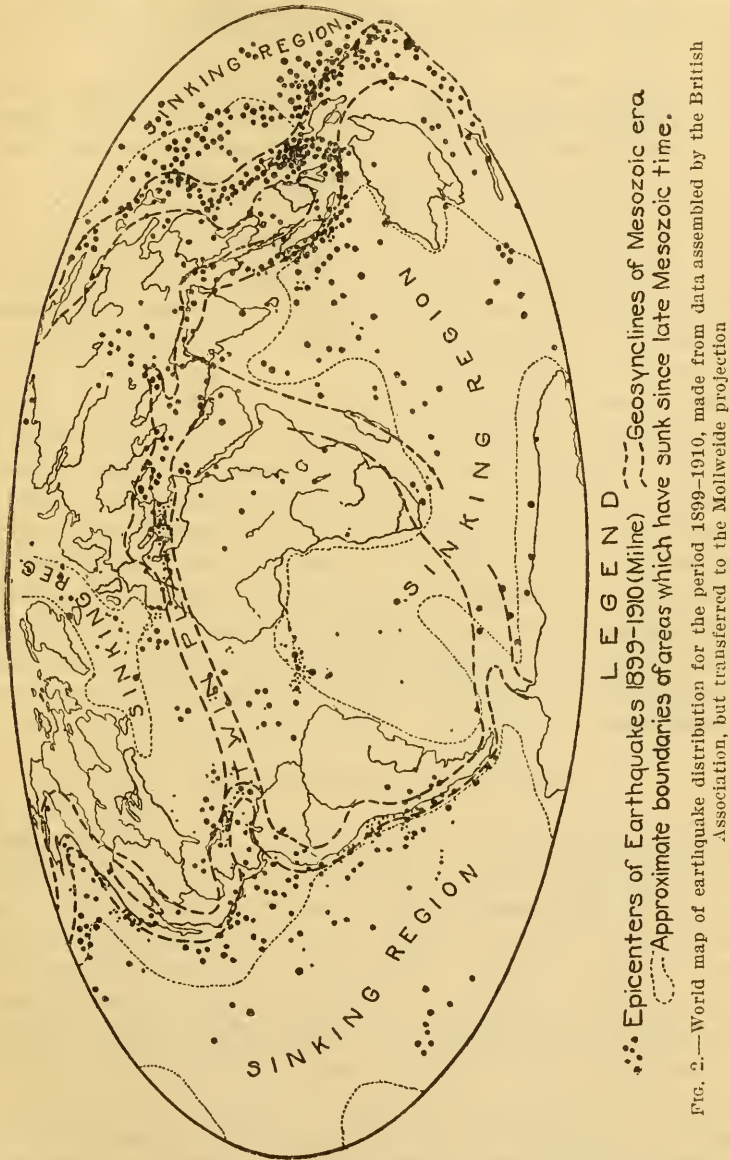 SINKING REGION
SINKING REG.
TWIN PL
SINKING REGION
SINKING REGION
LEGEND
Epicenters of Earthquakes 1899-1910 (Milne) Geosynclines of Mesozoic era
Approximate boundaries of areas which have sunk since late Mesozoic time.
FIG. 2.—World map of earthquake distribution for the period 1899–1910, made from data assembled by the British
Association, but transferred to the Mollweide projection